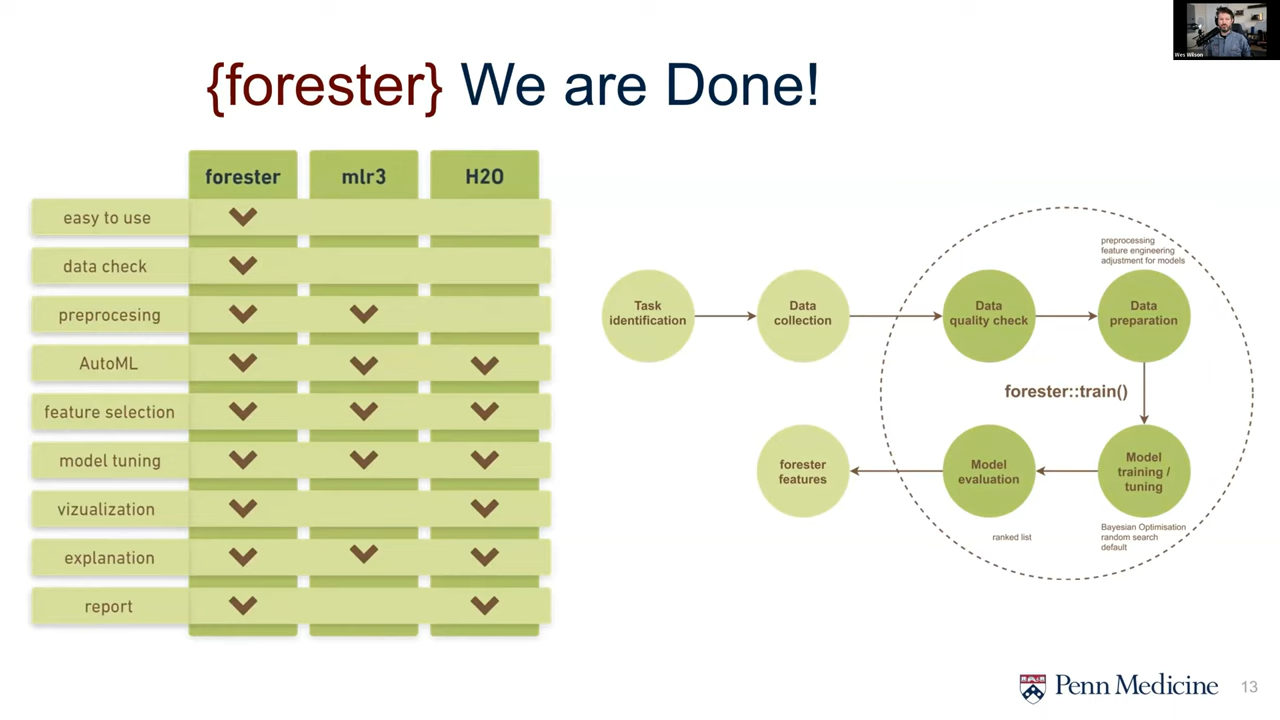 Wes Wilson
{forester} We are Done!
forester mlr3 H2O
easy to use
data check
preprocesing
AutoML
feature selection
model tuning
vizualization
explanation
report
Task
identification
Data
collection
Data
quality check
preprocessing
feature engineering
adjustment for models
Data
preparation
forester::train()
Model
training /
tuning
Bayesian Optimisation
random search
default
Model
evaluation
ranked list
forester
features
Penn Medicine 13